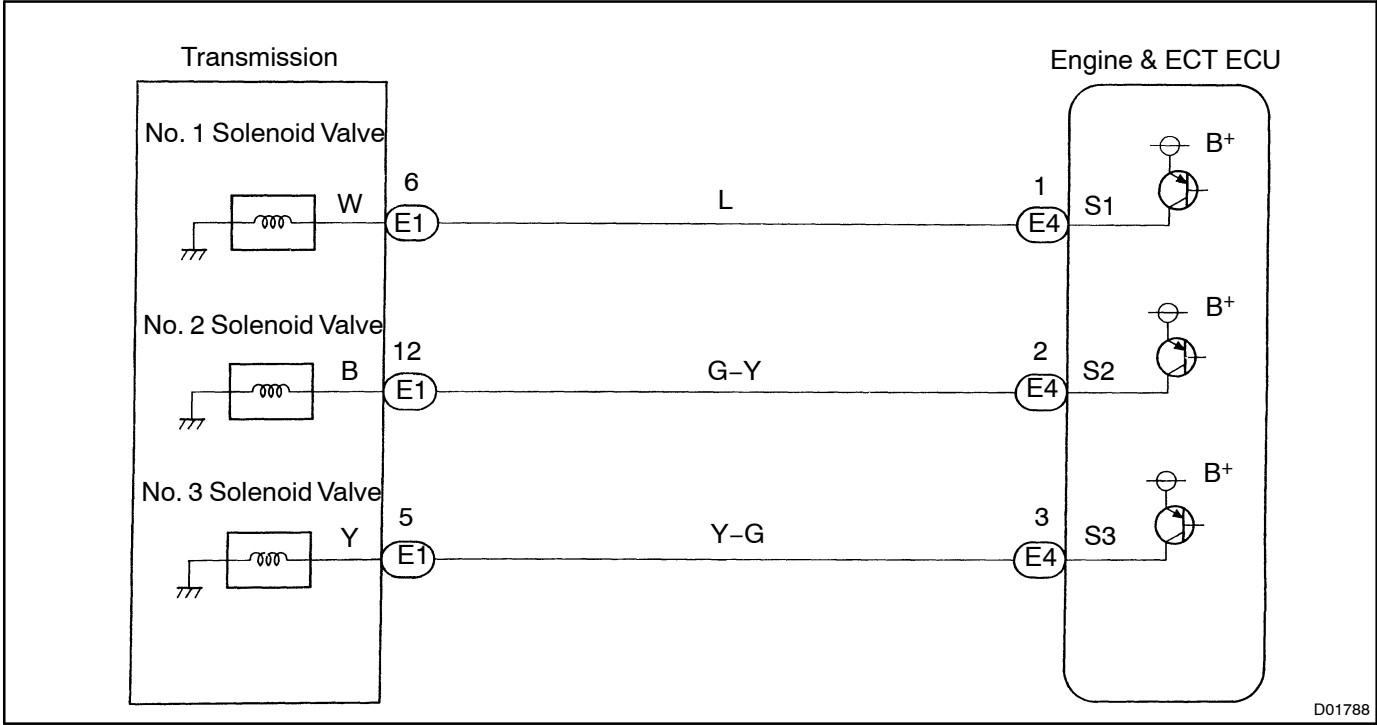 Transmission
Engine & ECT ECU
No. 1 Solenoid Valve
B+
W
6
E1
L
1
E4
S1
No. 2 Solenoid Valve
B+
B
12
E1
G–Y
2
E4
S2
No. 3 Solenoid Valve
B+
Y
5
E1
Y–G
3
E4
S3
D01788